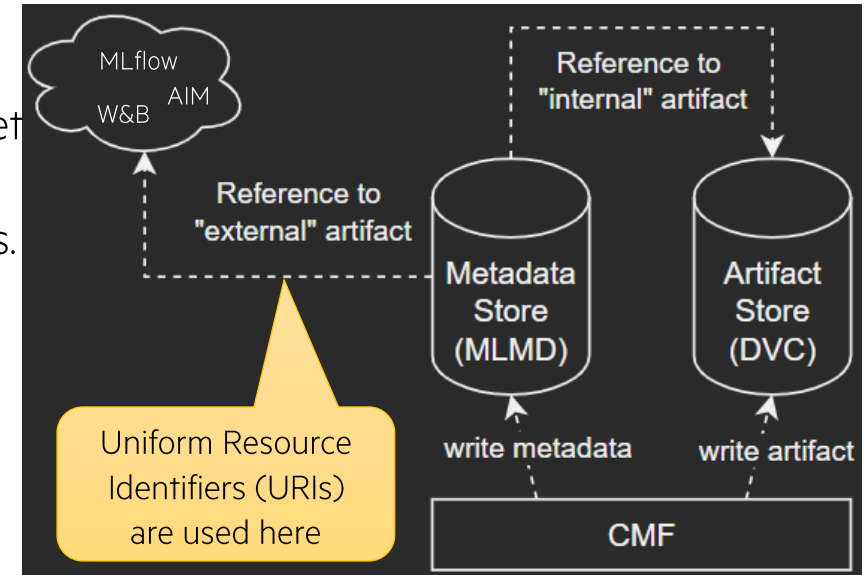 MLflow
AIM
W&B
et
s.
Reference to
"internal" artifact
Reference to
"external" artifact
Metadata
Store
(MLMD)
Artifact
Store
(DVC)
Uniform Resource
Identifiers (URIs)
are used here
write metadata
write artifact
CMF